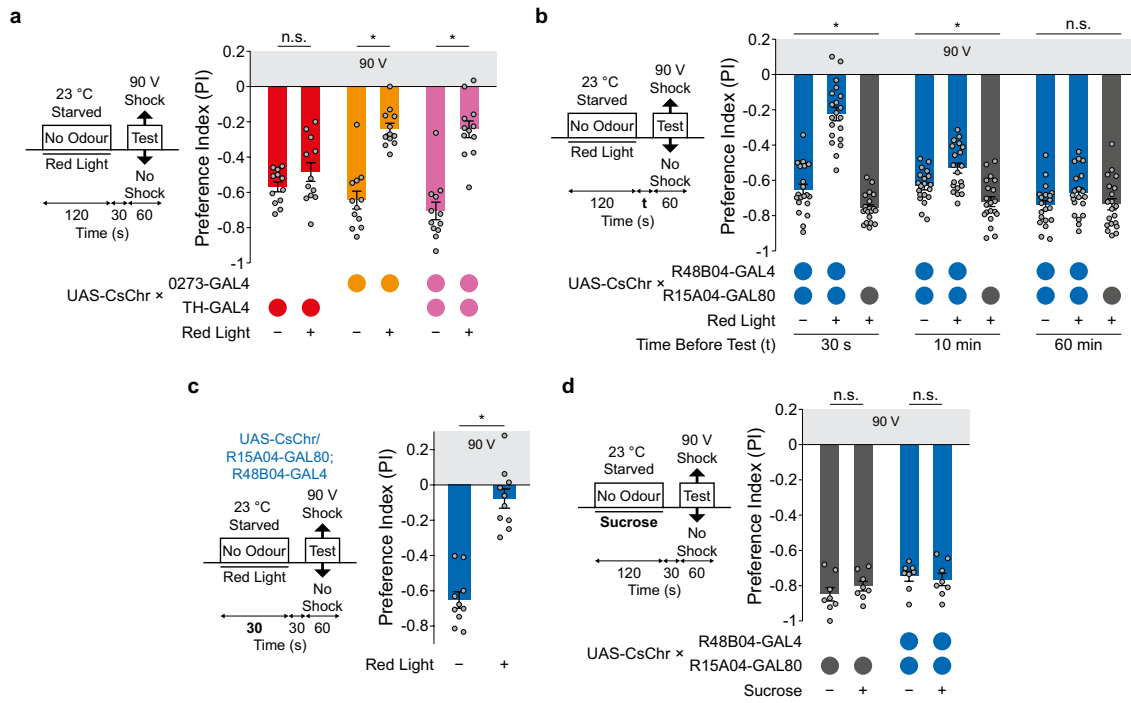 a
23 °C
Starved
90 V
Shock
No Odour
Test
Red Light
No
Shock
120
30
60
Time (s)
Preference Index (PI)
0.2
0
-0.2
-0.4
-0.6
-0.8
-1
n.s.
*
*
90 V
UAS-CsChr ×
0273-GAL4
TH-GAL4
Red Light
− + − + − +
b
23 °C
Starved
90 V
Shock
No Odour
Test
Red Light
No
Shock
120
t
60
Time (s)
Preference Index (PI)
0.2
0
-0.2
-0.4
-0.6
-0.8
-1
*
*
n.s.
90 V
UAS-CsChr ×
R48B04-GAL4
R15A04-GAL80
Red Light
− + + − + + − + +
Time Before Test (t)
30 s
10 min
60 min
c
UAS-CsChr/
R15A04-GAL80;
R48B04-GAL4
23 °C
Starved
90 V
Shock
No Odour
Test
Red Light
No
Shock
30
30
60
Time (s)
Preference Index (PI)
0.2
0
-0.2
-0.4
-0.6
-0.8
*
90 V
Red Light
− +
d
23 °C
Starved
90 V
Shock
No Odour
Test
Sucrose
No
Shock
120
30
60
Time (s)
Preference Index (PI)
0.2
0
-0.2
-0.4
-0.6
-0.8
-1
n.s.
n.s.
90 V
UAS-CsChr ×
R48B04-GAL4
R15A04-GAL80
Sucrose
− + − +